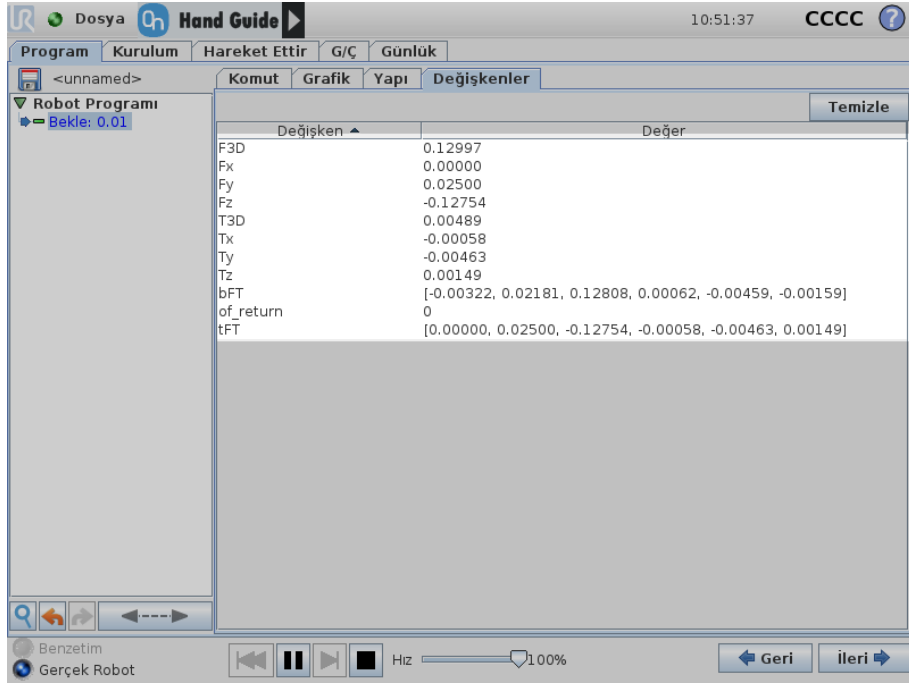 UR Dosya On Hand Guide 10:51:37 CCCC ?
Program Kurulum Hareket Ettir G/Ç Günlük
<unnamed> Komut Grafik Yapı Değişkenler
Robot Programı
Bekle: 0.01
Temizle
Değişken Değer
F3D 0.12997
Fx 0.00000
Fy 0.02500
Fz -0.12754
T3D 0.00489
Tx -0.00058
Ty -0.00463
Tz 0.00149
bFT [-0.00322, 0.02181, 0.12808, 0.00062, -0.00459, -0.00159]
of_return 0
tFT [0.00000, 0.02500, -0.12754, -0.00058, -0.00463, 0.00149]
Benzetim
Gerçek Robot
Hız 100%
Geri İleri